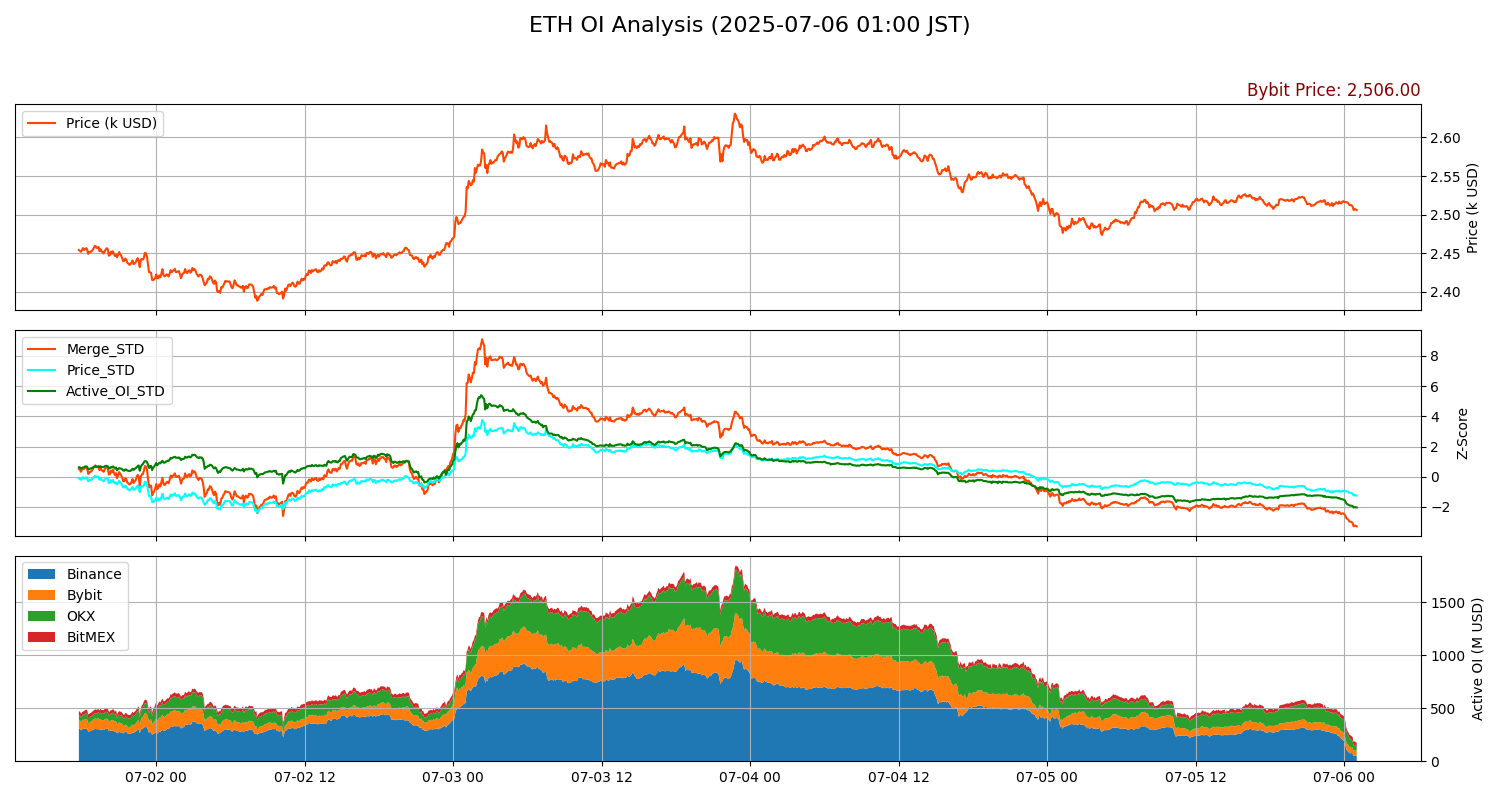 ETH OI Analysis (2025-07-06 01:00 JST)
Bybit Price: 2,506.00
Price (k USD)
2.60
2.55
2.50
2.45
2.40
Price (k USD)
Merge_STD
Price_STD
Active_OI_STD
8
6
4
2
0
−2
Z-Score
Binance
Bybit
OKX
BitMEX
1500
1000
500
0
Active OI (M USD)
07-02 00
07-02 12
07-03 00
07-03 12
07-04 00
07-04 12
07-05 00
07-05 12
07-06 00